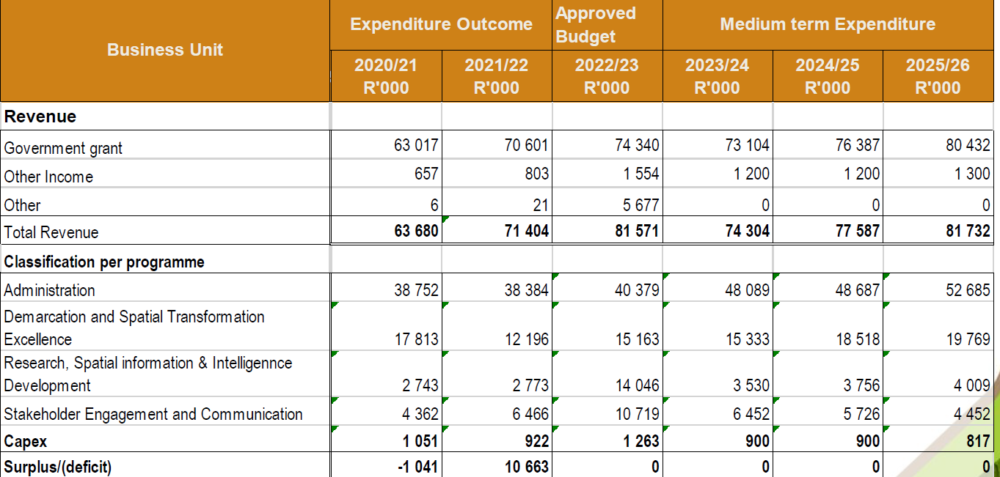 Business Unit
Expenditure Outcome
Approved
Budget
Medium term Expenditure
2020/21
R'000
2021/22
R'000
2022/23
R'000
2023/24
R'000
2024/25
R'000
2025/26
R'000
Revenue
Government grant 63 017 70 601 74 340 73 104 76 387 80 432
Other Income 657 803 1 554 1 200 1 200 1 300
Other 6 21 5 677 0 0 0
Total Revenue 63 680 71 404 81 571 74 304 77 587 81 732
Classification per programme
Administration 38 752 38 384 40 379 48 089 48 687 52 685
Demarcation and Spatial Transformation
Excellence 17 813 12 196 15 163 15 333 18 518 19 769
Research, Spatial information & Intelligennce
Development 2 743 2 773 14 046 3 530 3 756 4 009
Stakeholder Engagement and Communication 4 362 6 466 10 719 6 452 5 726 4 452
Capex 1 051 922 1 263 900 900 817
Surplus/(deficit) -1 041 10 663 0 0 0 0